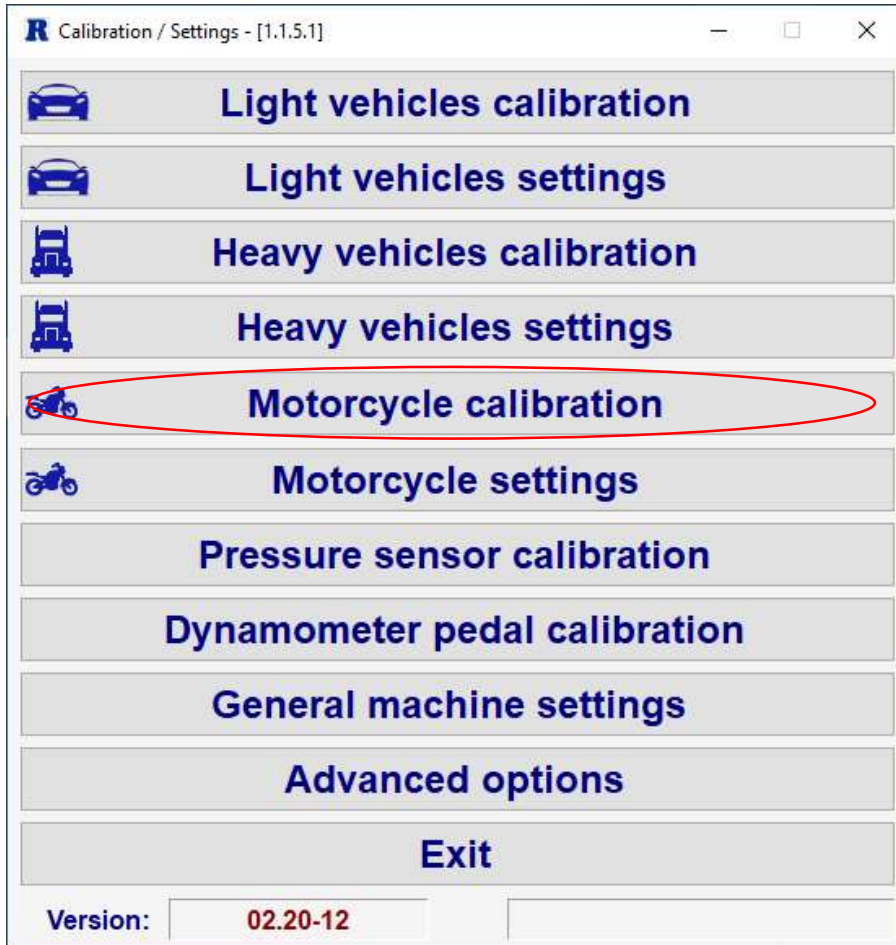 R Calibration / Settings - [1.1.5.1]
Light vehicles calibration
Light vehicles settings
Heavy vehicles calibration
Heavy vehicles settings
Motorcycle calibration
Motorcycle settings
Pressure sensor calibration
Dynamometer pedal calibration
General machine settings
Advanced options
Exit
Version: 02.20-12